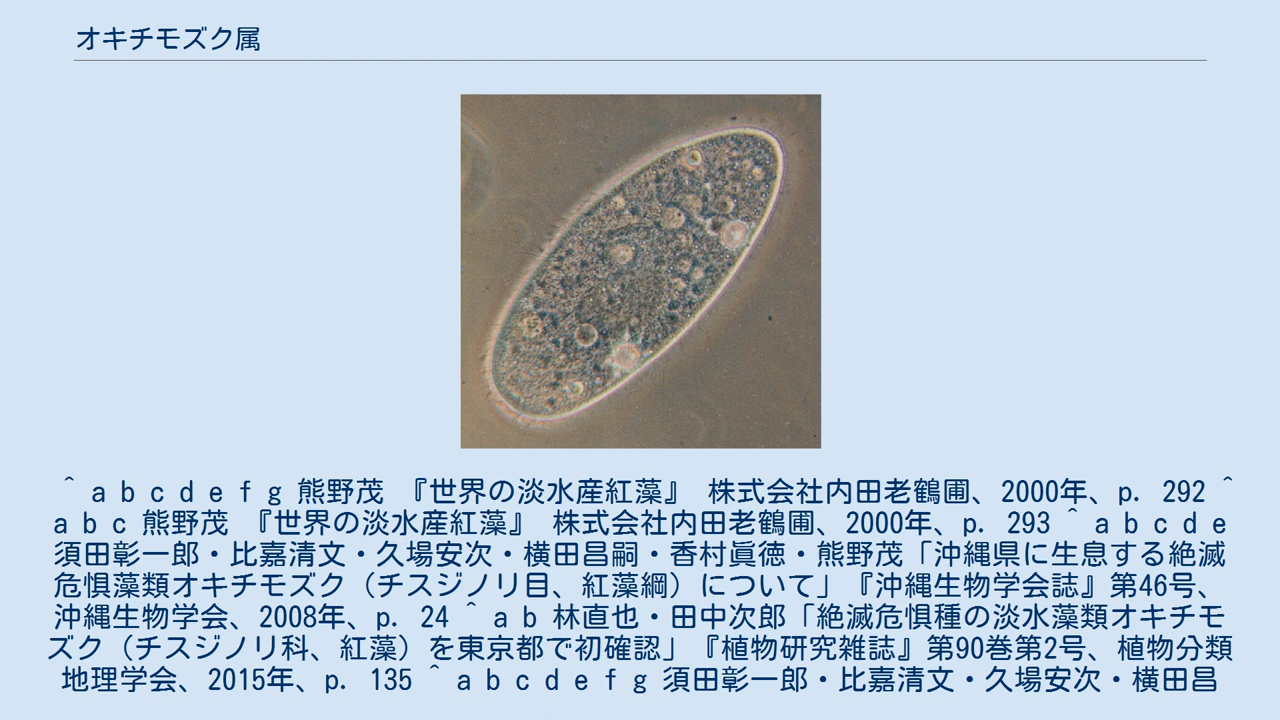 オキチモズク属
^ a b c d e f g 熊野茂 『世界の淡水産紅藻』 株式会社内田老鶴圃、2000年、p. 292 ^
a b c 熊野茂 『世界の淡水産紅藻』 株式会社内田老鶴圃、2000年、p. 293 ^ a b c d e
須田彰一郎・比嘉清文・久場安次・横田昌嗣・香村眞徳・熊野茂「沖縄県に生息する絶滅
危惧藻類オキチモズク（チスジノリ目、紅藻綱）について」『沖縄生物学会誌』第46号、
沖縄生物学会、2008年、p. 24 ^ a b 林直也・田中次郎「絶滅危惧種の淡水藻類オキチモ
ズク（チスジノリ科、紅藻）を東京都で初確認」『植物研究雑誌』第90巻第2号、植物分類
地理学会、2015年、p. 135 ^ a b c d e f g 須田彰一郎・比嘉清文・久場安次・横田昌